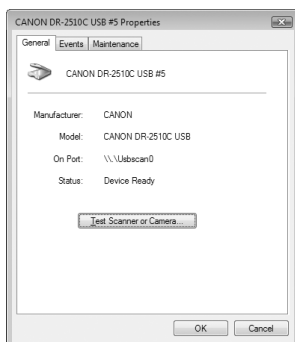 CANON DR-2510C USB #5 Properties
General Events Maintenance
CANON DR-2510C USB #5
Manufacturer: CANON
Model: CANON DR-2510C USB
On Port: \\.\Usbscan0
Status: Device Ready
Test Scanner or Camera...
OK Cancel